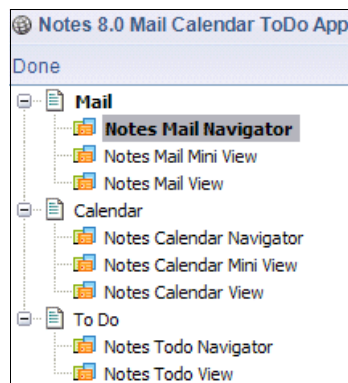 Notes 8.0 Mail Calendar ToDo App
Done
Mail
Notes Mail Navigator
Notes Mail Mini View
Notes Mail View
Calendar
Notes Calendar Navigator
Notes Calendar Mini View
Notes Calendar View
To Do
Notes Todo Navigator
Notes Todo View